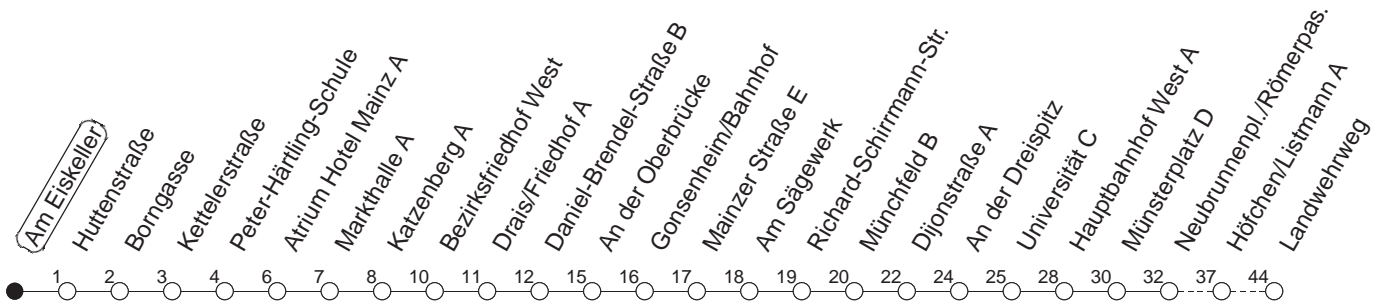 Am Eiskeller
Huttenstraße
Borngasse
Kettelerstraße
Peter-Härtling-Schule
Atrium Hotel Mainz A
Markthalle A
Katzenberg A
Bezirksfriedhof West
Drais/Friedhof A
Daniel-Brendel-Straße B
An der Oberbrücke
Gonsenheim/Bahnhof
Mainzer Straße E
Am Sägewerk
Richard-Schirrmann-Str.
Münchfeld B
Dijonstraße A
An der Dreispitz
Universität C
Hauptbahnhof West A
Münsterplatz D
Neubrunnenpl./Römerpas.
Höfchen/Listmann A
Landwehrweg
1 2 3 4 6 7 8 10 11 12 15 16 17 18 19 20 22 24 25 28 30 32 37 44